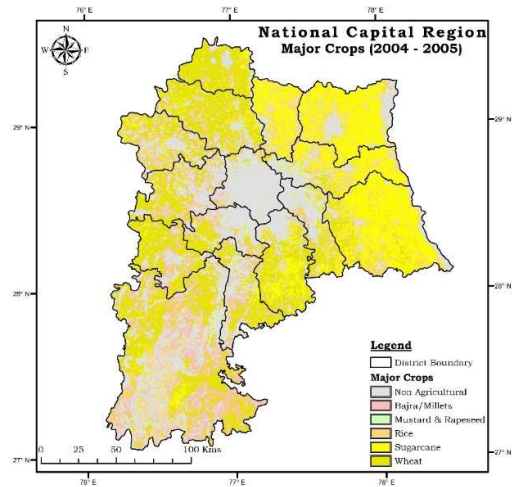 76° E 77° E 78° E
National Capital Region
Major Crops (2004 - 2005)
N
W E
S
29° N 29° N
28° N 28° N
27° N 27° N
Legend
District Boundary
Major Crops
Non Agricultural
Bajra/Millets
Mustard & Rapeseed
Rice
Sugarcane
Wheat
0 25 50 100 Kms
76° E 77° E 78° E